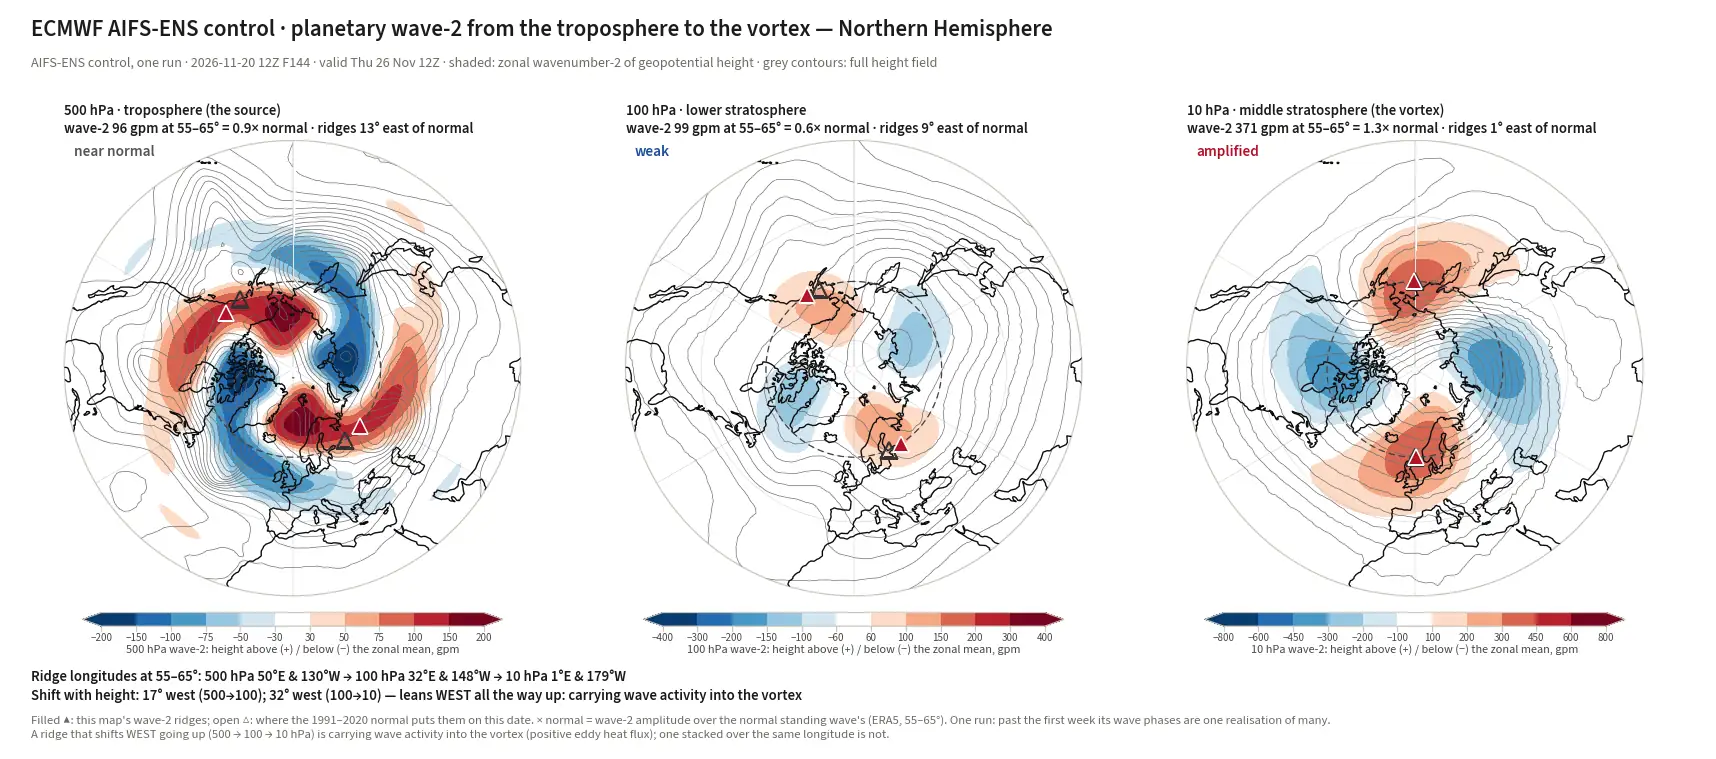 ECMWF AIFS-ENS control · planetary wave-2 from the troposphere to the vortex — Northern Hemisphere
AIFS-ENS control, one run · 2026-11-20 12Z F144 · valid Thu 26 Nov 12Z · shaded: zonal wavenumber-2 of geopotential height · grey contours: full height field
500 hPa · troposphere (the source)
wave-2 96 gpm at 55–65° = 0.9× normal · ridges 13° east of normal
near normal
100 hPa · lower stratosphere
wave-2 99 gpm at 55–65° = 0.6× normal · ridges 9° east of normal
weak
10 hPa · middle stratosphere (the vortex)
wave-2 371 gpm at 55–65° = 1.3× normal · ridges 1° east of normal
amplified
−200 −150 −100 −75 −50 −30 30 50 75 100 150 200
500 hPa wave-2: height above (+) / below (−) the zonal mean, gpm
−400 −300 −200 −150 −100 −60 60 100 150 200 300 400
100 hPa wave-2: height above (+) / below (−) the zonal mean, gpm
−800 −600 −450 −300 −200 −100 100 200 300 450 600 800
10 hPa wave-2: height above (+) / below (−) the zonal mean, gpm
Ridge longitudes at 55–65°: 500 hPa 50°E & 130°W → 100 hPa 32°E & 148°W → 10 hPa 1°E & 179°W
Shift with height: 17° west (500→100); 32° west (100→10) — leans WEST all the way up: carrying wave activity into the vortex
Filled ▲: this map's wave-2 ridges; open △: where the 1991–2020 normal puts them on this date. × normal = wave-2 amplitude over the normal standing wave's (ERA5, 55–65°). One run: past the first week its wave phases are one realisation of many.
A ridge that shifts WEST going up (500 → 100 → 10 hPa) is carrying wave activity into the vortex (positive eddy heat flux); one stacked over the same longitude is not.